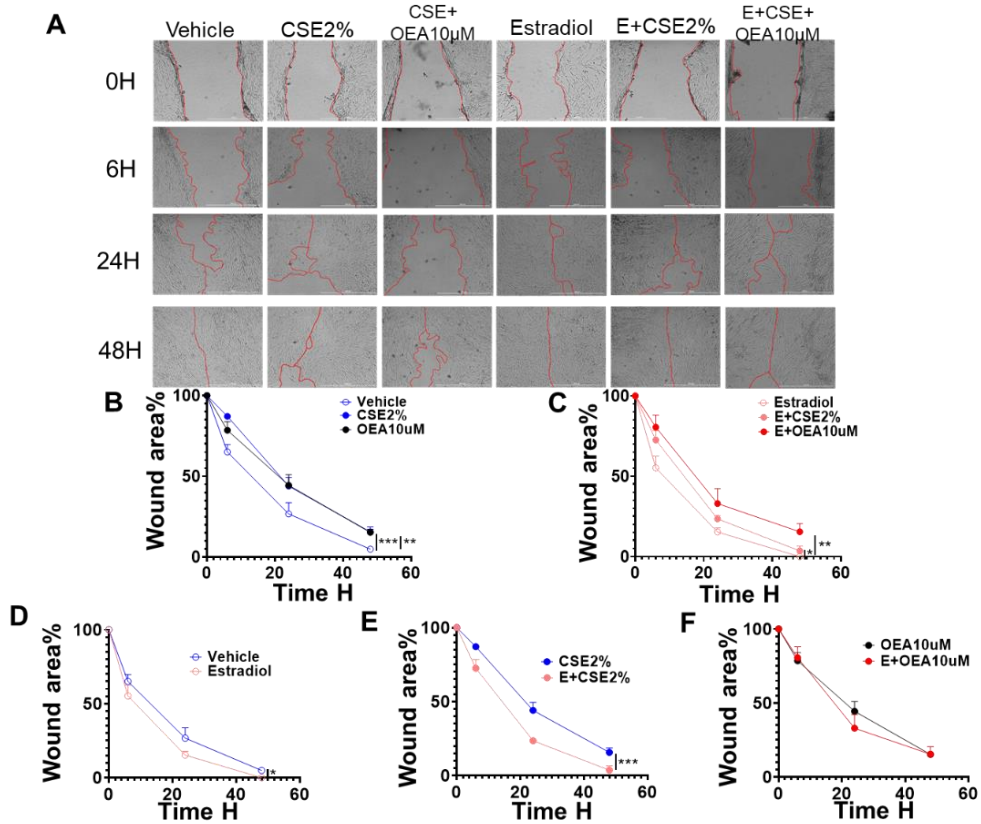 A
Vehicle
CSE2%
CSE+
OEA10μM
Estradiol
E+CSE2%
E+CSE+
OEA10μM
0H
6H
24H
48H
B
Wound area%
100
50
0
0 20 40 60
Time H
Vehicle
CSE2%
OEA10uM
*** **
C
Wound area%
100
50
0
0 20 40 60
Time H
Estradiol
E+CSE2%
E+OEA10uM
* **
D
Wound area%
100
50
0
0 20 40 60
Time H
Vehicle
Estradiol
*
E
Wound area%
100
50
0
0 20 40 60
Time H
CSE2%
E+CSE2%
***
F
Wound area%
100
50
0
0 20 40 60
Time H
OEA10uM
E+OEA10uM